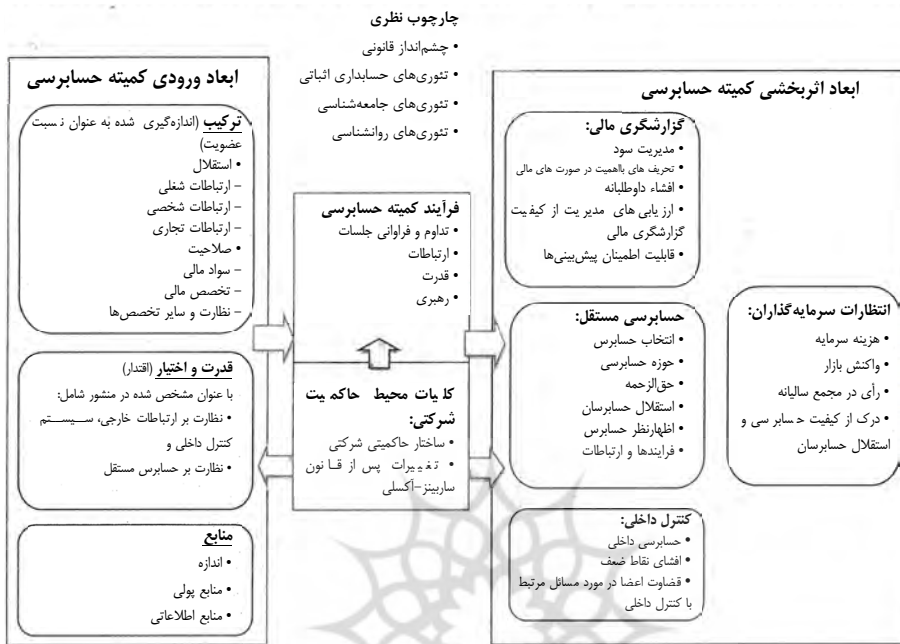 چارچوب نظری
• چشم‌انداز قانونی
• تئوری‌های حسابداری اثباتی
• تئوری‌های جامعه‌شناسی
• تئوری‌های روانشناسی
ابعاد ورودی کمیته حسابرسی
ترکیب (اندازه‌گیری شده به عنوان نسبت
عضویت)
• استقلال
– ارتباطات شغلی
– ارتباطات شخصی
– ارتباطات تجاری
• صلاحیت
– سواد مالی
– تخصص مالی
– نظارت و سایر تخصص‌ها
قدرت و اختیار (اقتدار)
با عنوان مشخص شده در منشور شامل:
• نظارت بر ارتباطات خارجی، سیستم
کنترل داخلی و
• نظارت بر حسابرس مستقل
منابع
• اندازه
• منابع پولی
• منابع اطلاعاتی
فرآیند کمیته حسابرسی
• تداوم و فراوانی جلسات
• ارتباطات
• قدرت
• رهبری
کلیات محیط حاکمیت
شرکتی:
• ساختار حاکمیتی شرکتی
• تغییرات پس از قانون
ساربینز-آکسلی
ابعاد اثربخشی کمیته حسابرسی
گزارشگری مالی:
• مدیریت سود
• تحریف های بااهمیت در صورت های مالی
• افشاء داوطلبانه
• ارزیابی های مدیریت از کیفیت
گزارشگری مالی
• قابلیت اطمینان پیش‌بینی‌ها
حسابرسی مستقل:
• انتخاب حسابرس
• حوزه حسابرسی
• حق‌الزحمه
• استقلال حسابرسان
• اظهارنظر حسابرس
• فرایندها و ارتباطات
کنترل داخلی:
• حسابرسی داخلی
• افشای نقاط ضعف
• قضاوت اعضا در مورد مسائل مرتبط
با کنترل داخلی
انتظارات سرمایه‌گذاران:
• هزینه سرمایه
• واکنش بازار
• رأی در مجمع سالیانه
• درک از کیفیت حسابرسی و
استقلال حسابرسان